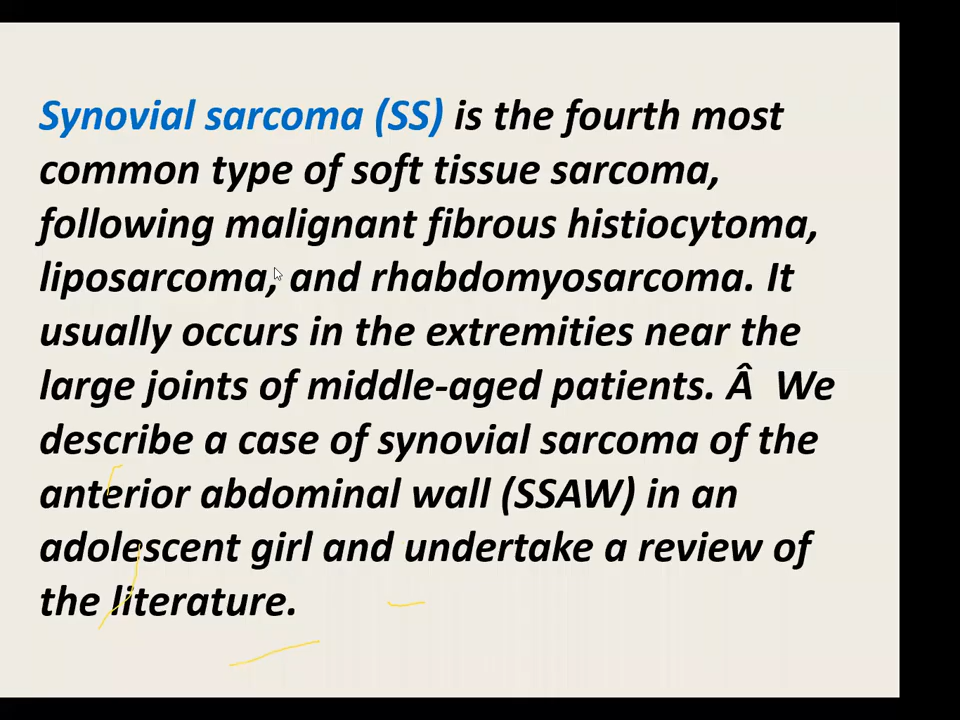 Synovial sarcoma (SS) is the fourth most
common type of soft tissue sarcoma,
following malignant fibrous histiocytoma,
liposarcoma, and rhabdomyosarcoma. It
usually occurs in the extremities near the
large joints of middle-aged patients. Â  We
describe a case of synovial sarcoma of the
anterior abdominal wall (SSAW) in an
adolescent girl and undertake a review of
the literature.